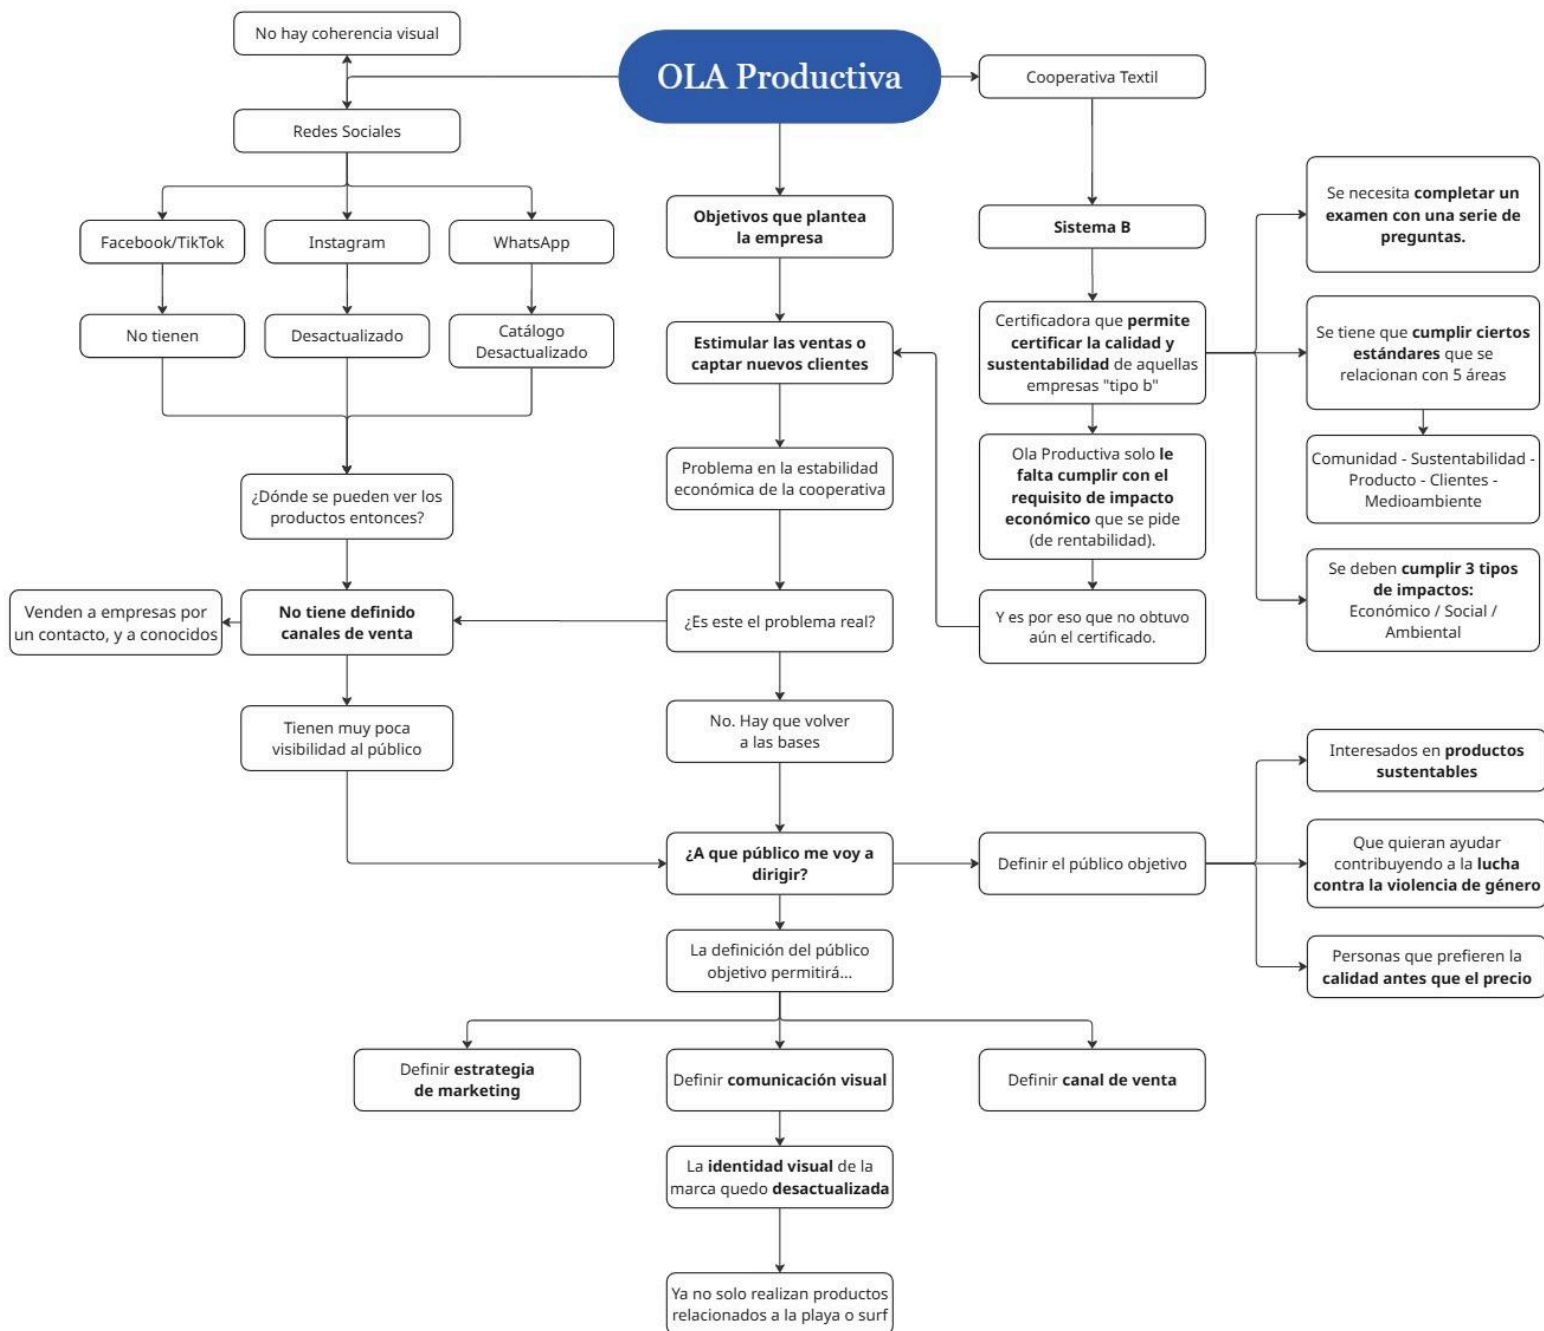 No hay coherencia visual
OLA Productiva
Cooperativa Textil
Redes Sociales
Facebook/TikTok
Instagram
WhatsApp
No tienen
Desactualizado
Catálogo
Desactualizado
¿Dónde se pueden ver los
productos entonces?
No tiene definido
canales de venta
Venden a empresas por
un contacto, y a conocidos
Tienen muy poca
visibilidad al público
Objetivos que plantea
la empresa
Estimular las ventas o
captar nuevos clientes
Problema en la estabilidad
económica de la cooperativa
¿Es este el problema real?
No. Hay que volver
a las bases
¿A que público me voy a
dirigir?
La definición del público
objetivo permitirá...
Definir estrategia
de marketing
Definir comunicación visual
Definir canal de venta
La identidad visual de la
marca quedo desactualizada
Ya no solo realizan productos
relacionados a la playa o surf
Sistema B
Certificadora que permite
certificar la calidad y
sustentabilidad de aquellas
empresas "tipo b"
Ola Productiva solo le
falta cumplir con el
requisito de impacto
económico que se pide
(de rentabilidad).
Y es por eso que no obtuvo
aún el certificado.
Se necesita completar un
examen con una serie de
preguntas.
Se tiene que cumplir ciertos
estándares que se
relacionan con 5 áreas
Comunidad - Sustentabilidad -
Producto - Clientes -
Medioambiente
Se deben cumplir 3 tipos
de impactos:
Económico / Social /
Ambiental
Definir el público objetivo
Interesados en productos
sustentables
Que quieran ayudar
contribuyendo a la lucha
contra la violencia de género
Personas que prefieren la
calidad antes que el precio